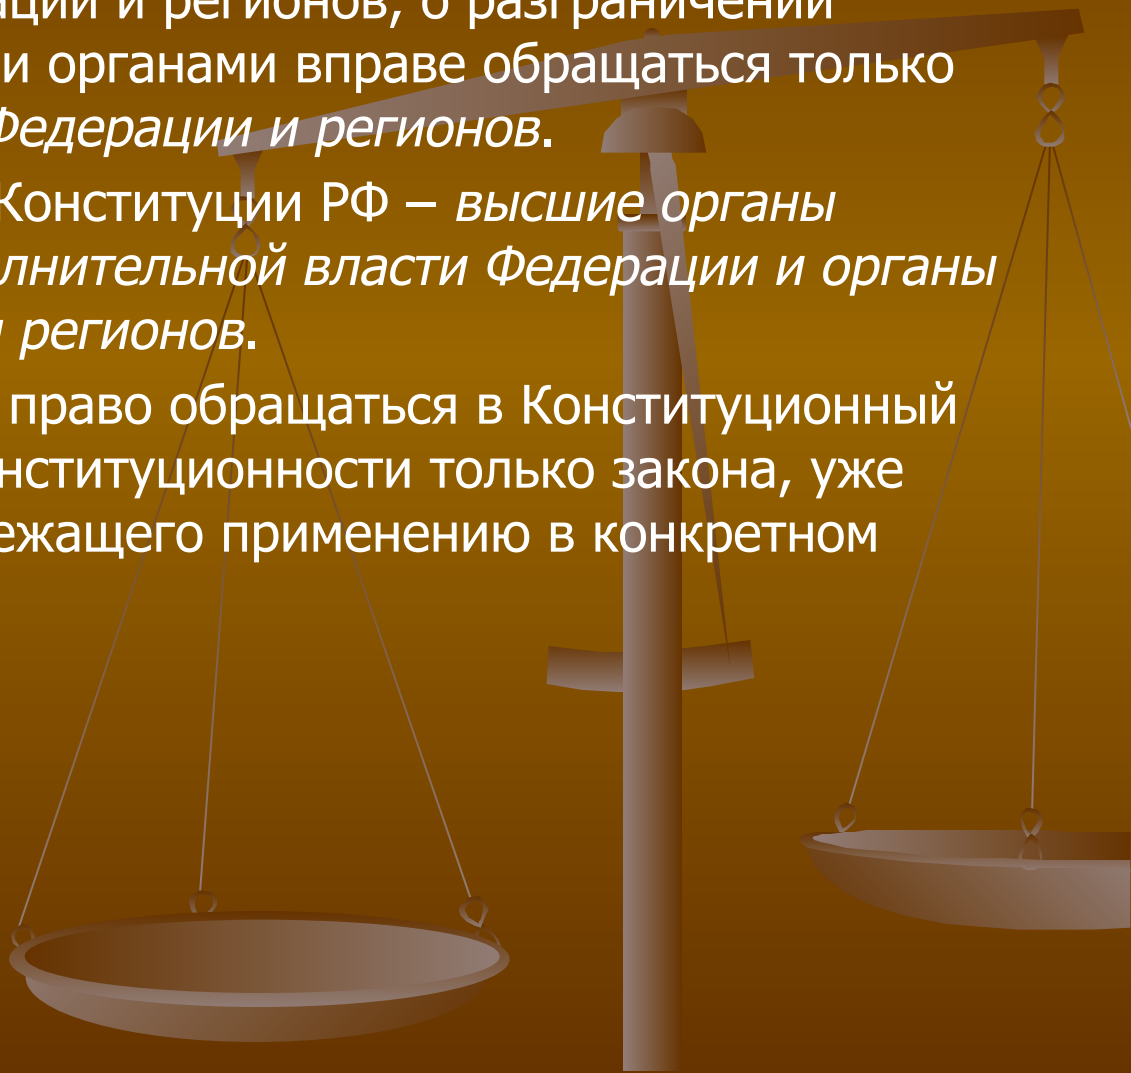 ации и регионов, о разграничении
и органами вправе обращаться только
Федерации и регионов.
Конституции РФ – высшие органы
лнительной власти Федерации и органы
и регионов.
право обращаться в Конституционный
нституционности только закона, уже
ежащего применению в конкретном